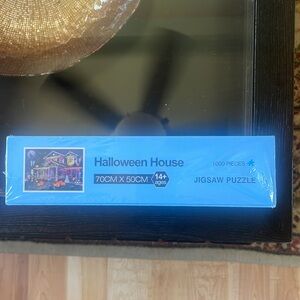 Halloween House
1000 PIECES
70CM X 50CM
14+
ages
JIGSAW PUZZLE